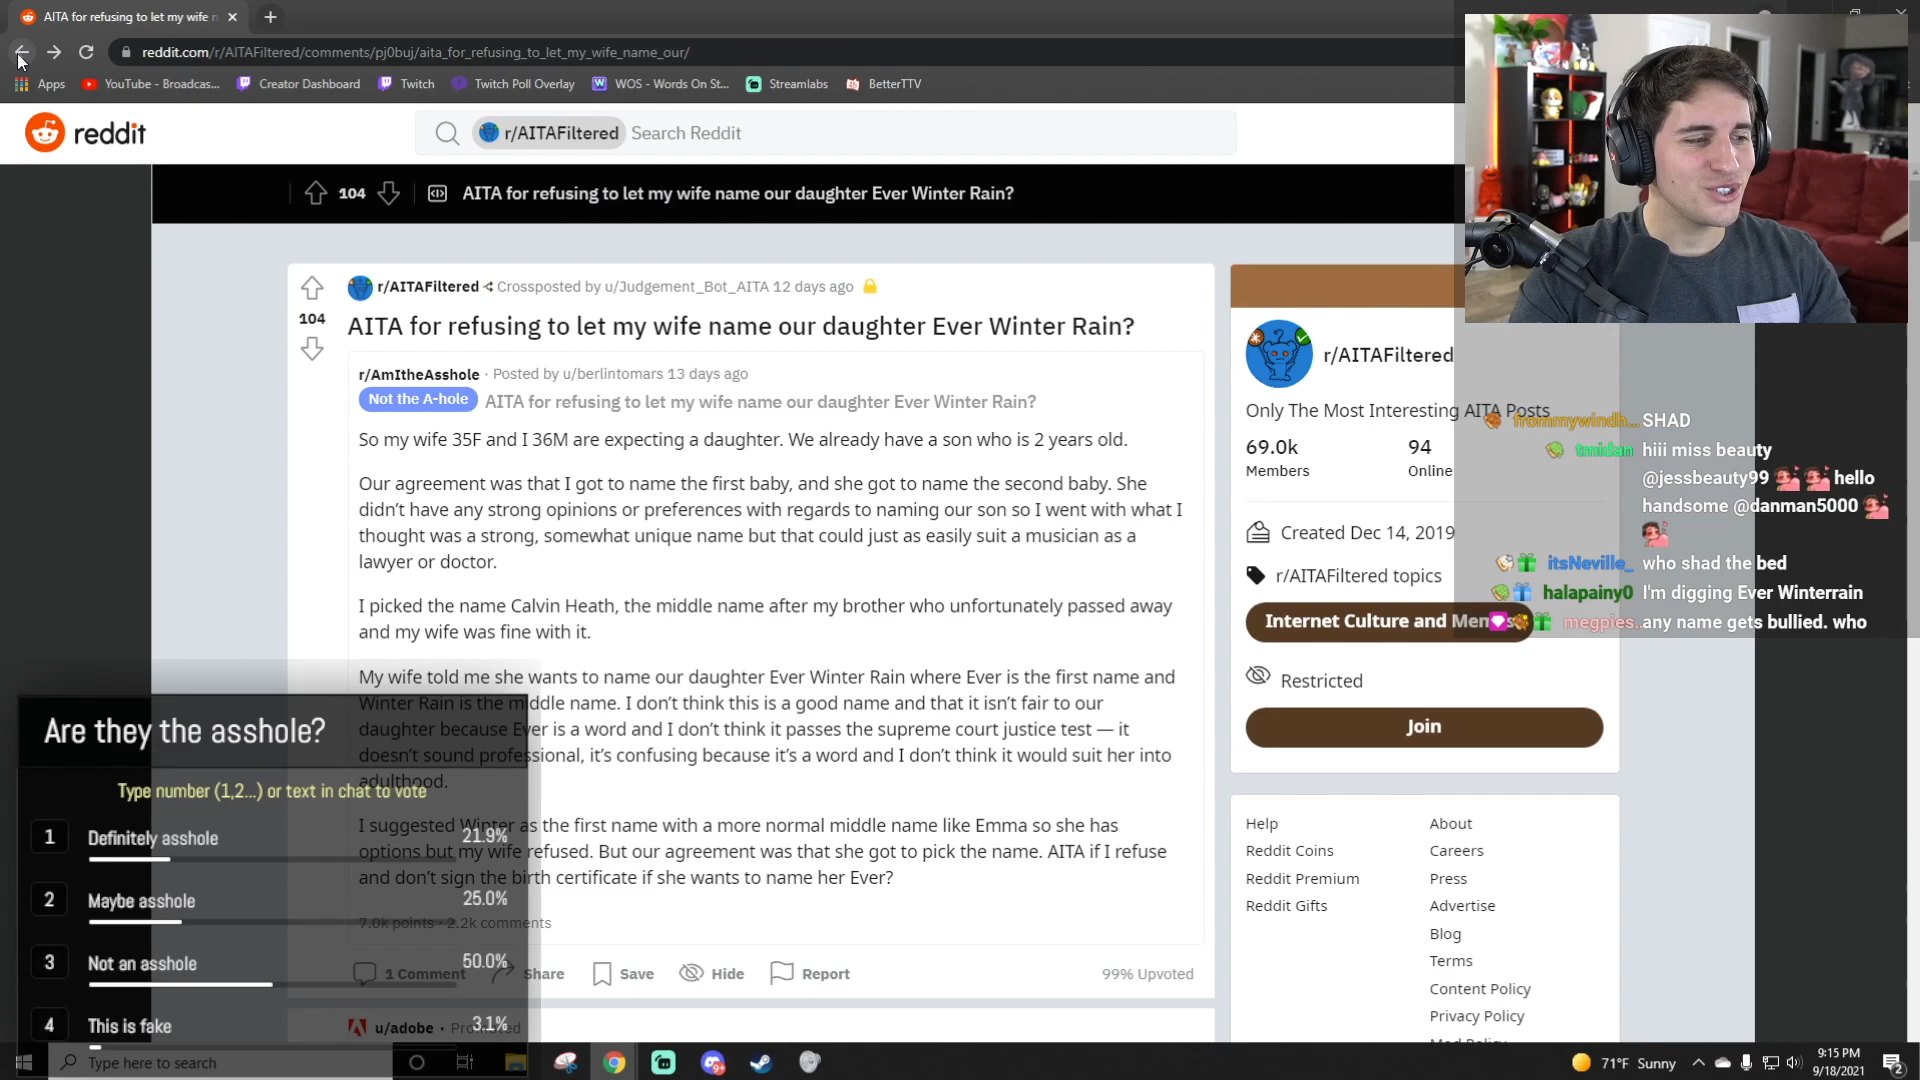 AITA for refusing to let my wife n
reddit.com/r/AITAFiltered/comments/pj0buj/aita_for_refusing_to_let_my_wife_name_our/
Apps
YouTube - Broadcas...
Creator Dashboard
Twitch
Twitch Poll Overlay
WOS - Words On St...
Streamlabs
BetterTTV
reddit
r/AITAFiltered
Search Reddit
104
AITA for refusing to let my wife name our daughter Ever Winter Rain?
r/AITAFiltered
Crossposted by u/Judgement_Bot_AITA 12 days ago
104
AITA for refusing to let my wife name our daughter Ever Winter Rain?
r/AmItheAsshole · Posted by u/berlintomars 13 days ago
Not the A-hole AITA for refusing to let my wife name our daughter Ever Winter Rain?
So my wife 35F and I 36M are expecting a daughter. We already have a son who is 2 years old.
Our agreement was that I got to name the first baby, and she got to name the second baby. She
didn't have any strong opinions or preferences with regards to naming our son so I went with what I
thought was a strong, somewhat unique name but that could just as easily suit a musician as a
lawyer or doctor.
I picked the name Calvin Heath, the middle name after my brother who unfortunately passed away
and my wife was fine with it.
My wife told me she wants to name our daughter Ever Winter Rain where Ever is the first name and
Winter Rain is the middle name. I don't think this is a good name and that it isn't fair to our
daughter because Ever is a word and I don't think it passes the supreme court justice test — it
doesn't sound professional, it's confusing because it's a word and I don't think it would suit her into
adulthood.
I suggested Winter as the first name with a more normal middle name like Emma so she has
options but my wife refused. But our agreement was that she got to pick the name. AITA if I refuse
and don't sign the birth certificate if she wants to name her Ever?
7.0k points · 2.2k comments
1 Comment
Share
Save
Hide
Report
99% Upvoted
u/adobe
r/AITAFiltered
Only The Most Interesting AITA Posts
69.0k
Members
94
Online
Created Dec 14, 2019
r/AITAFiltered topics
Internet Culture and Memes
Restricted
Join
Help
Reddit Coins
Reddit Premium
Reddit Gifts
About
Careers
Press
Advertise
Blog
Terms
Content Policy
Privacy Policy
frommywindh... SHAD
tmidan hiii miss beauty
@jessbeauty99 hello
handsome @danman5000
itsNeville_ who shad the bed
halapainy0 I'm digging Ever Winterrain
megpies.. any name gets bullied. who
Are they the asshole?
Type number (1,2...) or text in chat to vote
1 Definitely asshole 21.9%
2 Maybe asshole 25.0%
3 Not an asshole 50.0%
4 This is fake 3.1%
Type here to search
9+
71°F Sunny
9:15 PM
9/18/2021
2